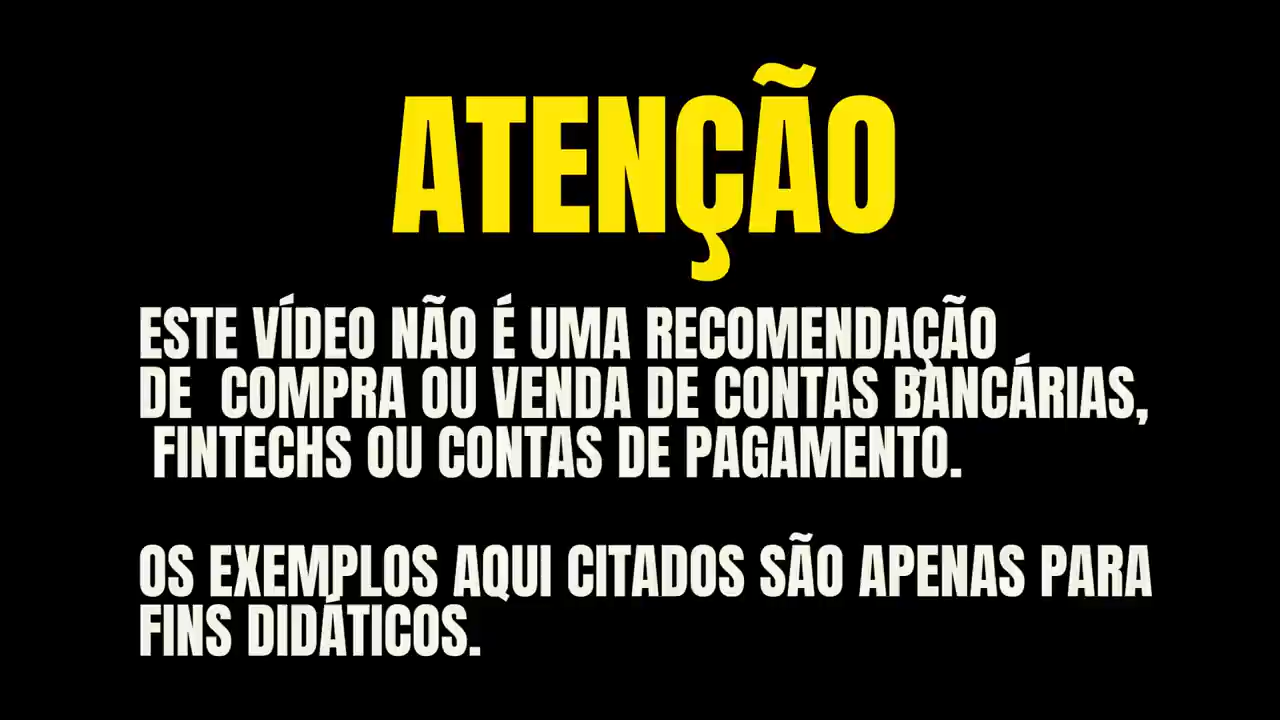 ATENÇÃO
ESTE VÍDEO NÃO É UMA RECOMENDAÇÃO
DE COMPRA OU VENDA DE CONTAS BANCÁRIAS,
FINTECHS OU CONTAS DE PAGAMENTO.
OS EXEMPLOS AQUI CITADOS SÃO APENAS PARA
FINS DIDÁTICOS.